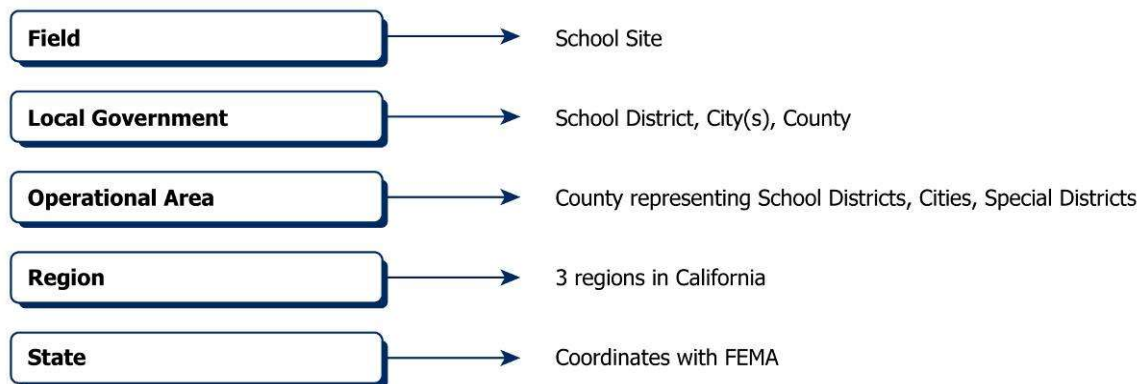 Field
School Site
Local Government
School District, City(s), County
Operational Area
County representing School Districts, Cities, Special Districts
Region
3 regions in California
State
Coordinates with FEMA